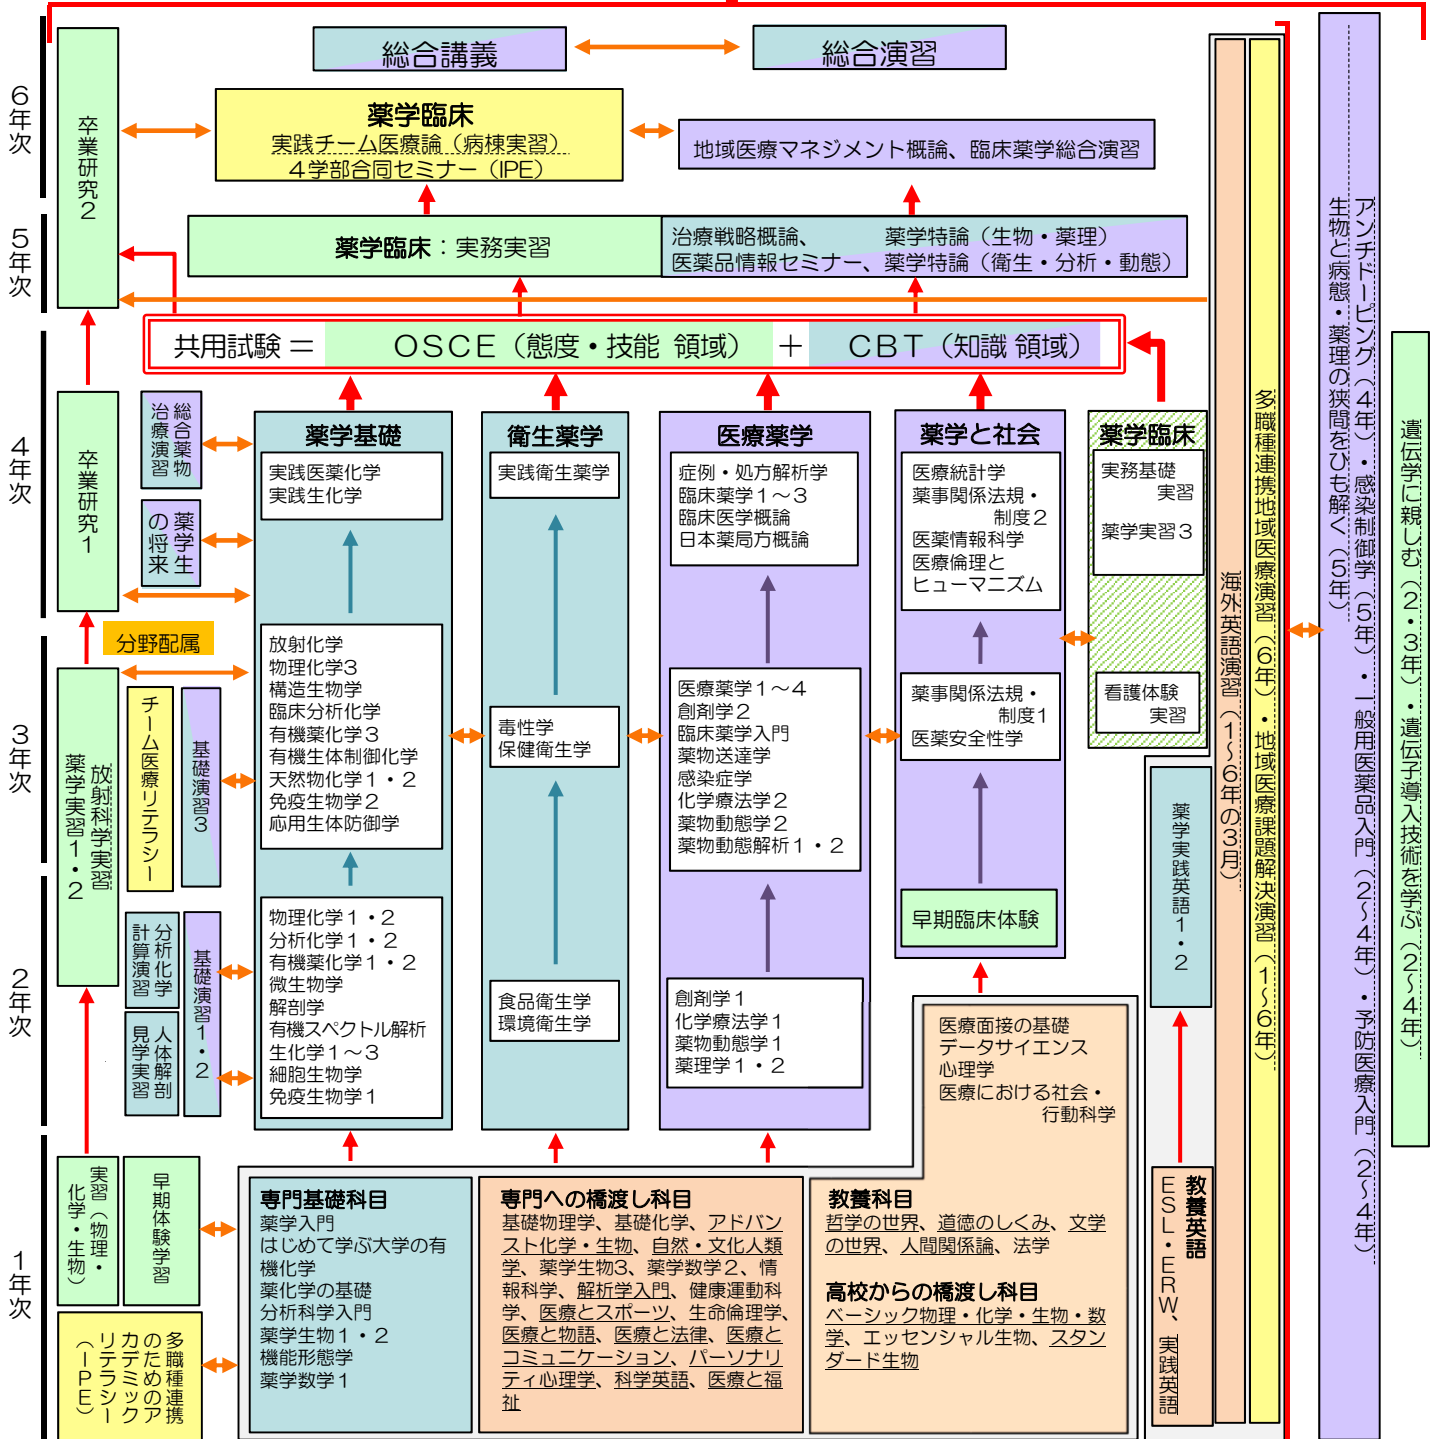 総合講義
総合演習
6年次
卒業研究2
薬学臨床
実践チーム医療論（病棟実習）
4学部合同セミナー（IPE）
地域医療マネジメント概論、臨床薬学総合演習
5年次
薬学臨床：実務実習
治療戦略概論、　薬学特論（生物・薬理）
医薬品情報セミナー、薬学特論（衛生・分析・動態）
共用試験＝　OSCE（態度・技能 領域）　＋　CBT（知識 領域）
4年次
卒業研究1
総合薬物
治療演習
薬学生
の将来
分野配属
薬学基礎
実践医薬化学
実践生化学
放射化学
物理化学3
構造生物学
臨床分析化学
有機薬化学3
有機生体制御化学
天然物化学1・2
免疫生物学2
応用生体防御学
物理化学1・2
分析化学1・2
有機薬化学1・2
微生物学
解剖学
有機スペクトル解析
生化学1～3
細胞生物学
免疫生物学1
衛生薬学
実践衛生薬学
毒性学
保健衛生学
食品衛生学
環境衛生学
医療薬学
症例・処方解析学
臨床薬学1～3
臨床医学概論
日本薬局方概論
医療薬学1～4
創剤学2
臨床薬学入門
薬物送達学
感染症学
化学療法学2
薬物動態学2
薬物動態解析1・2
創剤学1
化学療法学1
薬物動態学1
薬理学1・2
薬学と社会
医療統計学
薬事関係法規・
制度2
医薬情報科学
医療倫理と
ヒューマニズム
薬事関係法規・
制度1
医薬安全性学
早期臨床体験
薬学臨床
実務基礎
実習
薬学実習3
看護体験
実習
3年次
放射科学実習
薬学実習1・2
チーム医療リテラシー
基礎演習3
2年次
分析化学
計算演習
人体解剖
見学実習
基礎演習1・2
医療面接の基礎
データサイエンス
心理学
医療における社会・
行動科学
薬学実践英語1・2
1年次
実習（物理・
化学・生物）
早期体験学習
多職種連携
のためのア
カデミック
リテラシー
（IPE）
専門基礎科目
薬学入門
はじめて学ぶ大学の有
機化学
薬化学の基礎
分析科学入門
薬学生物1・2
機能形態学
薬学数学1
専門への橋渡し科目
基礎物理学、基礎化学、アドバン
スト化学・生物、自然・文化人類
学、薬学生物3、薬学数学2、情
報科学、解析学入門、健康運動科
学、医療とスポーツ、生命倫理学、
医療と物語、医療と法律、医療と
コミュニケーション、パーソナリ
ティ心理学、科学英語、医療と福
祉
教養科目
哲学の世界、道徳のしくみ、文学
の世界、人間関係論、法学
高校からの橋渡し科目
ベーシック物理・化学・生物・数
学、エッセンシャル生物、スタン
ダード生物
教養英語
ESL・ERW、実践英語
海外英語演習（1～6年の3月）
多職種連携地域医療演習（6年）・地域医療課題解決演習（1～6年）
アンチドーピング（4年）・感染制御学（5年）・一般用医薬品入門（2～4年）・予防医療入門（2～4年）
生物と病態・薬理の狭間をひも解く（5年）
遺伝学に親しむ（2・3年）・遺伝子導入技術を学ぶ（2～4年）